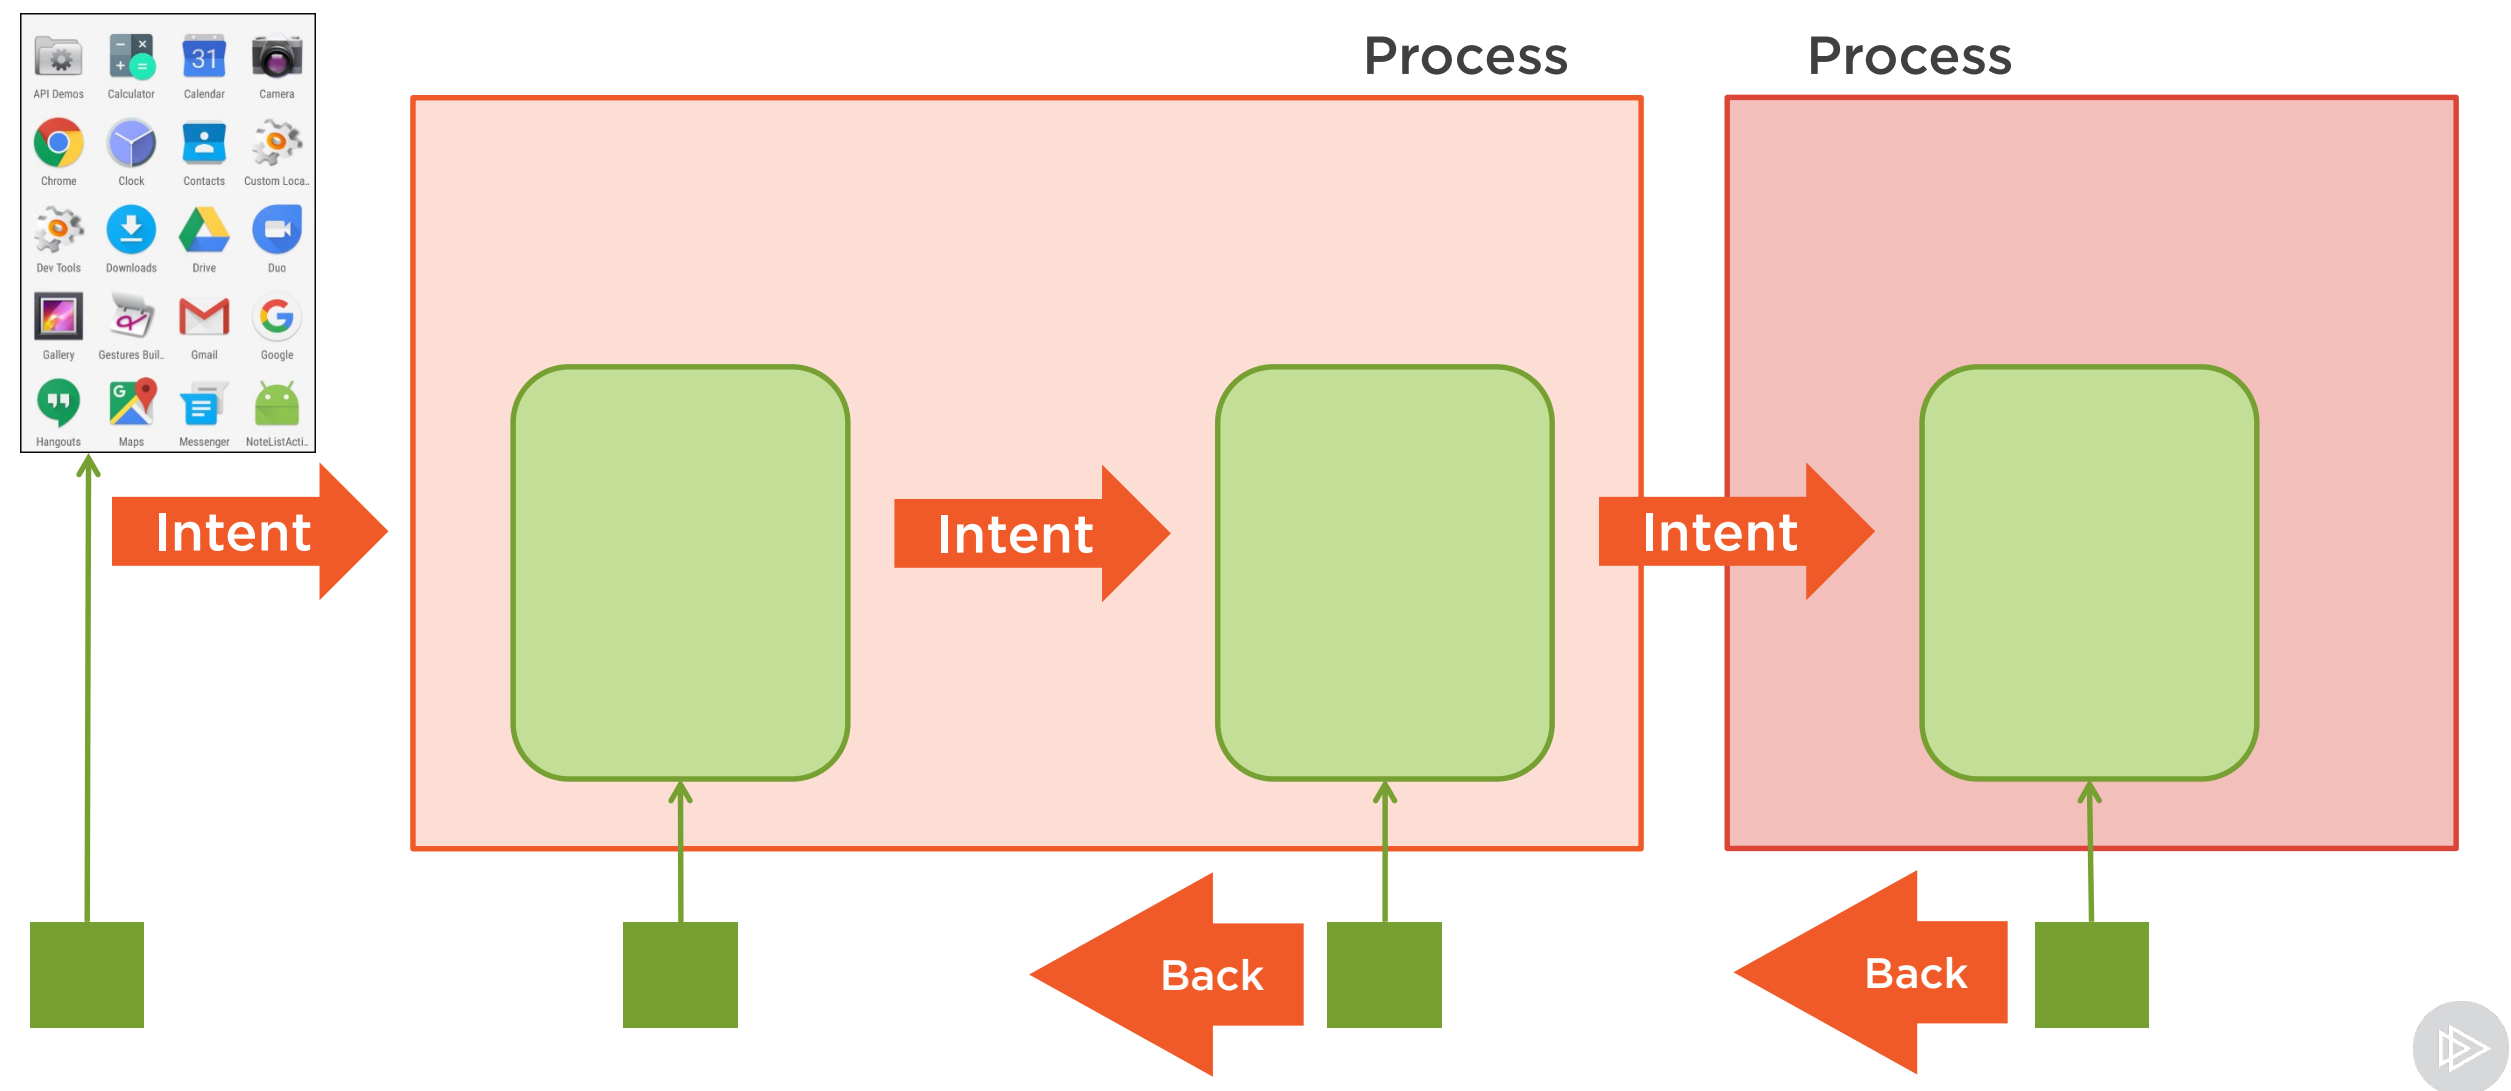 Process
Process
31
API Demos
Calculator
Calendar
Camera
Chrome
Clock
Contacts
Custom Loca..
Dev Tools
Downloads
Drive
Duo
Gallery
Gestures Buil..
Gmail
Google
G
Hangouts
Maps
Messenger
NoteListActi..
Intent
Intent
Intent
Back
Back